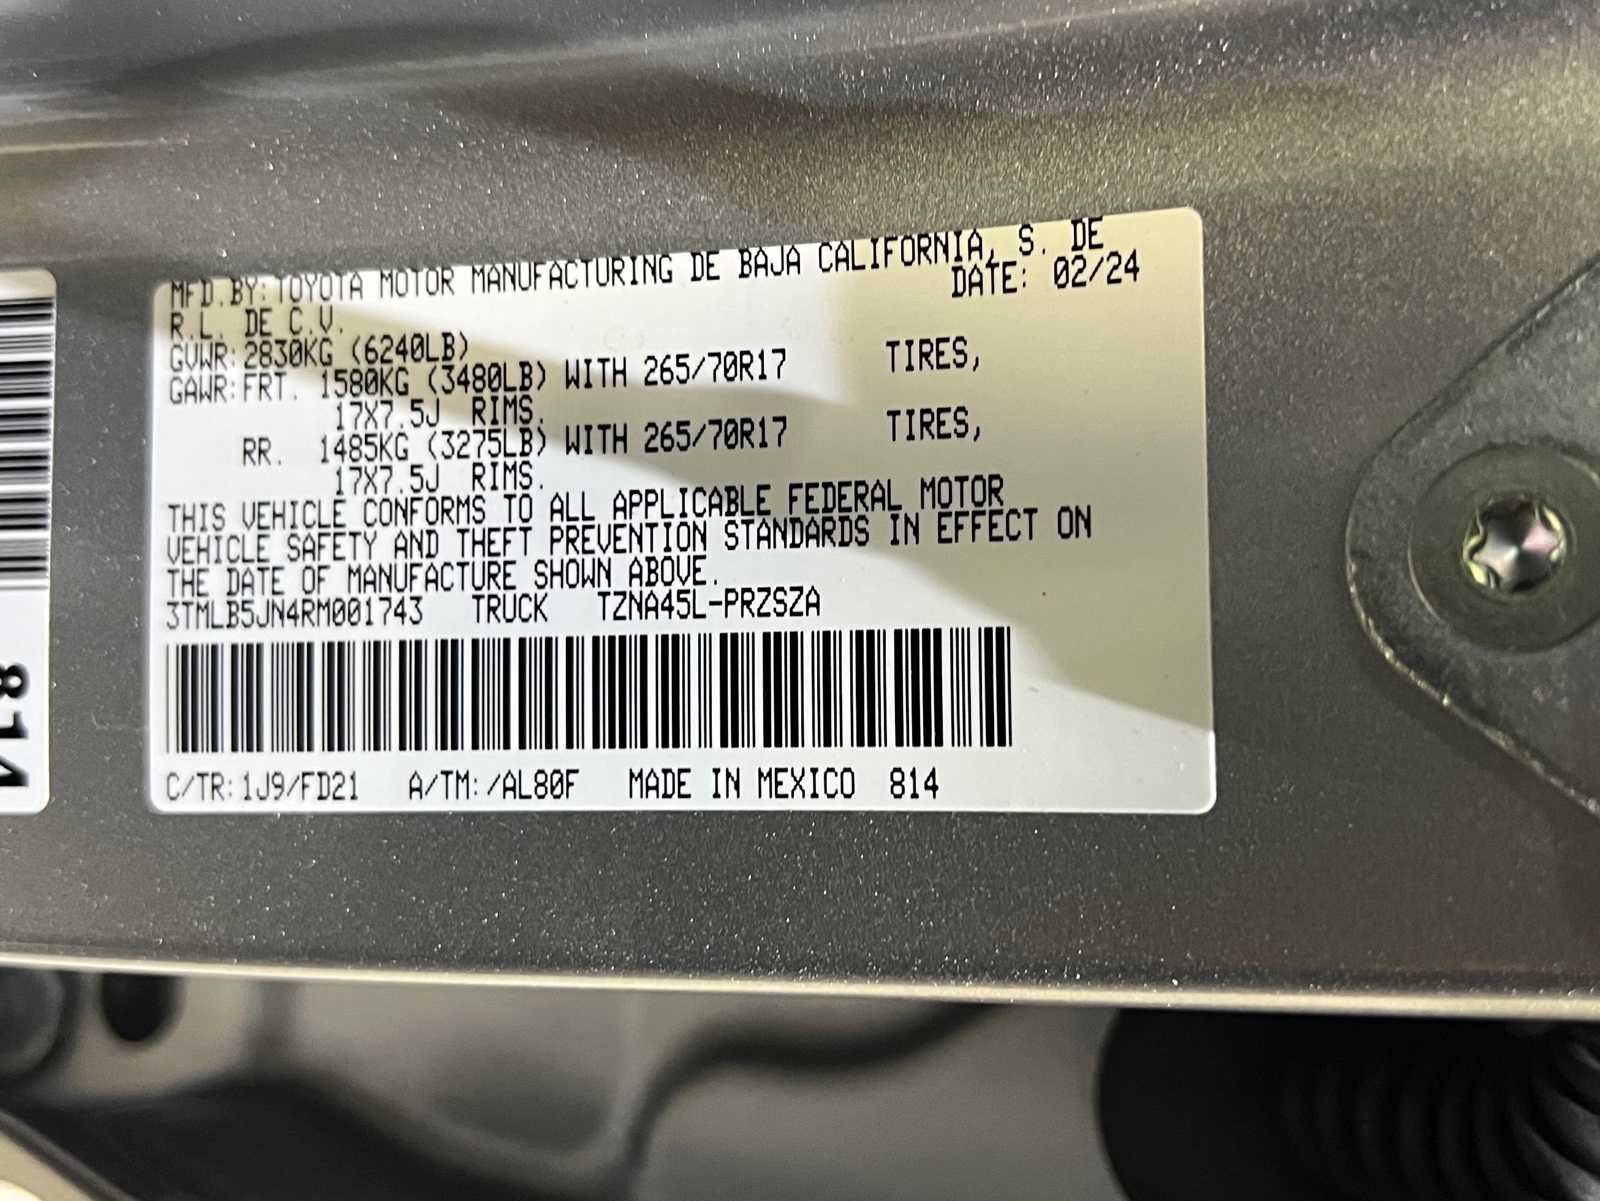 MFD.BY:TOYOTA MOTOR MANUFACTURING DE BAJA CALIFORNIA, S. DE
R.L. DE C.V. DATE: 02/24
GVWR:2830KG (6240LB)
GAWR:FRT. 1580KG (3480LB) WITH 265/70R17 TIRES,
17X7.5J RIMS.
RR. 1485KG (3275LB) WITH 265/70R17 TIRES,
17X7.5J RIMS.
THIS VEHICLE CONFORMS TO ALL APPLICABLE FEDERAL MOTOR
VEHICLE SAFETY AND THEFT PREVENTION STANDARDS IN EFFECT ON
THE DATE OF MANUFACTURE SHOWN ABOVE.
3TMLB5JN4RM001743 TRUCK TZNA45L-PRZSZA
C/TR:1J9/FD21 A/TM:/AL80F MADE IN MEXICO 814
814